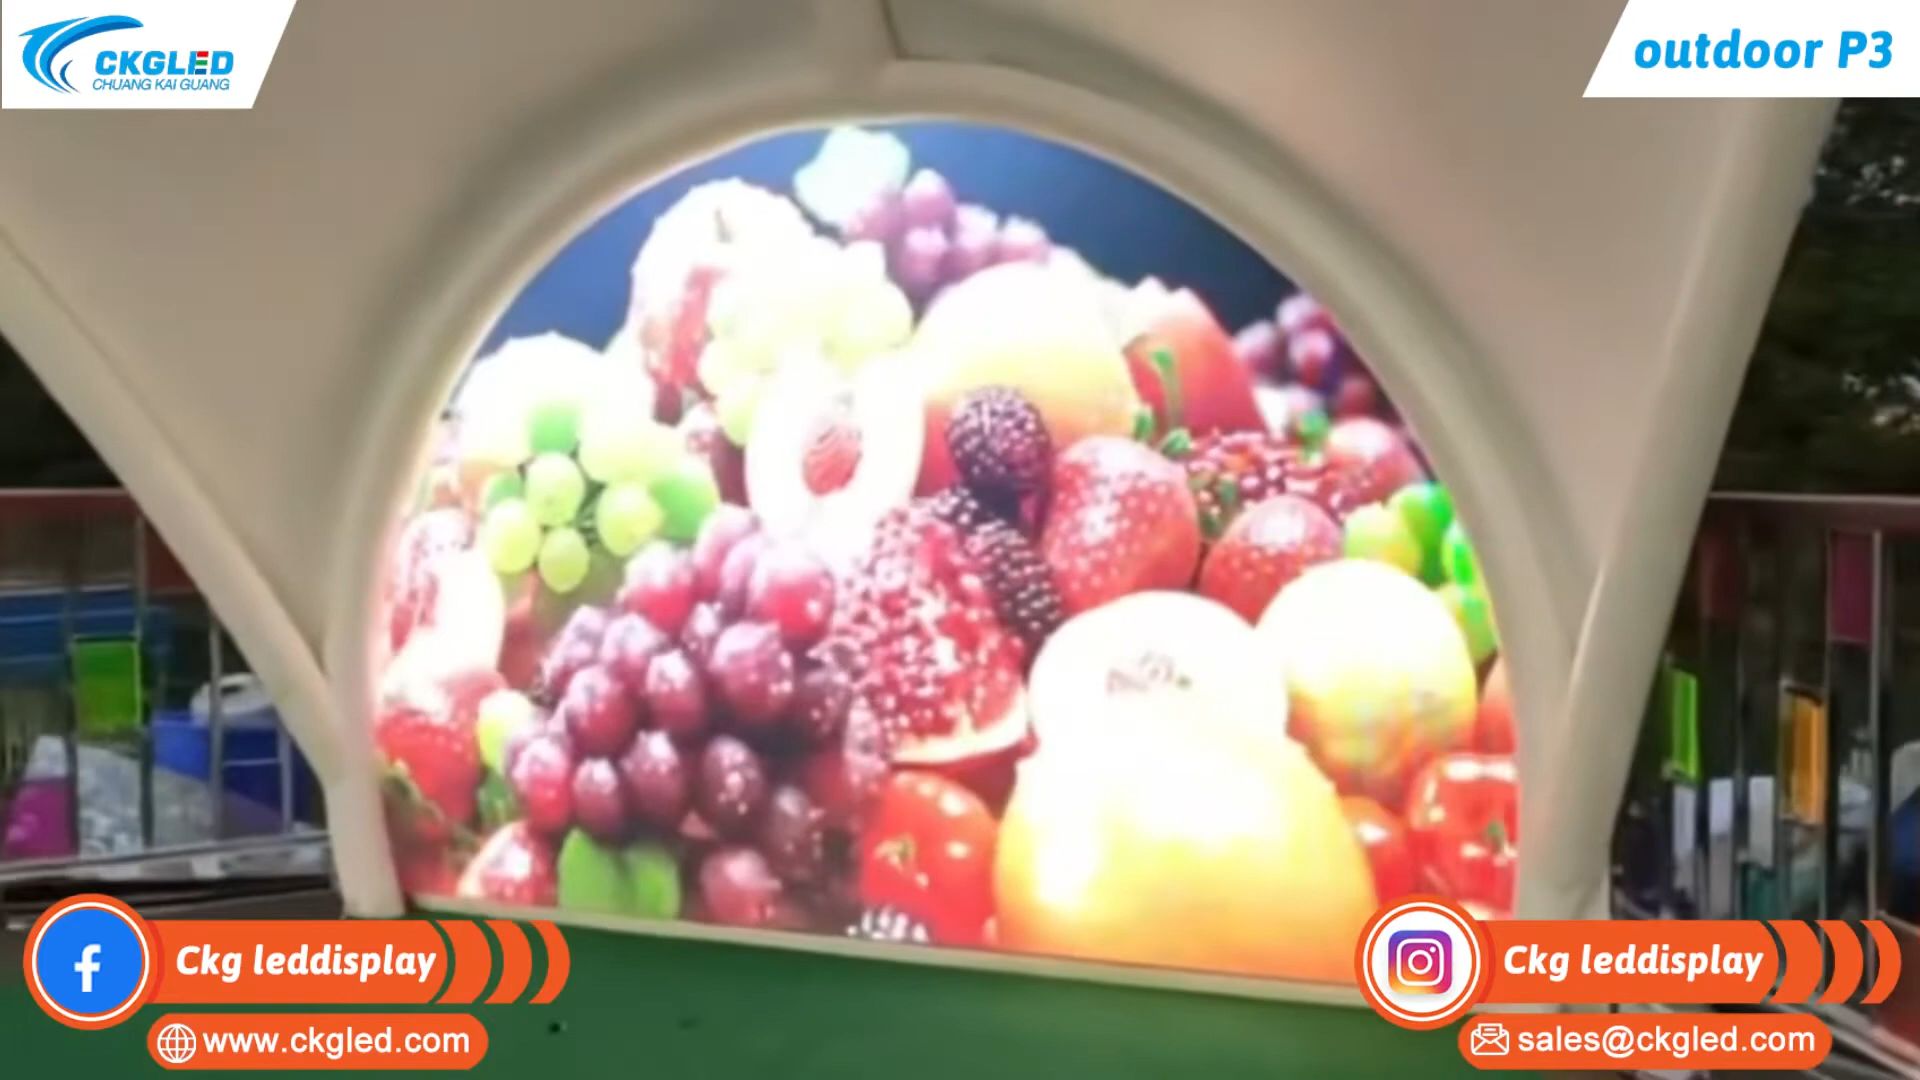 CKGLED
CHUANG KAI GUANG
outdoor P3
Ckg leddisplay
www.ckgled.com
Ckg leddisplay
sales@ckgled.com